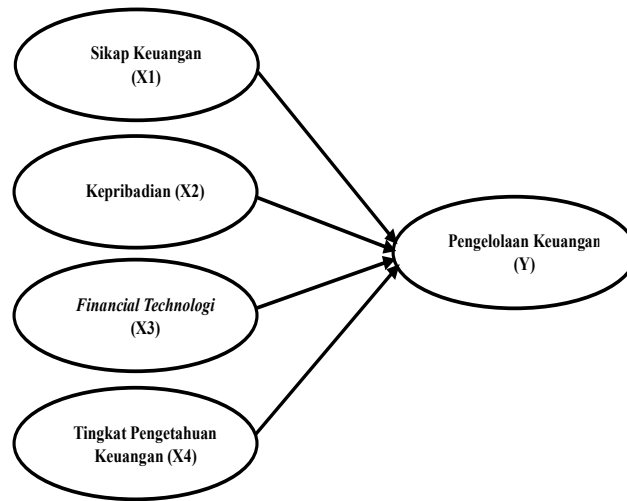 Sikap Keuangan
(X1)
Kepribadian (X2)
Financial Technologi
(X3)
Tingkat Pengetahuan
Keuangan (X4)
Pengelolaan Keuangan
(Y)